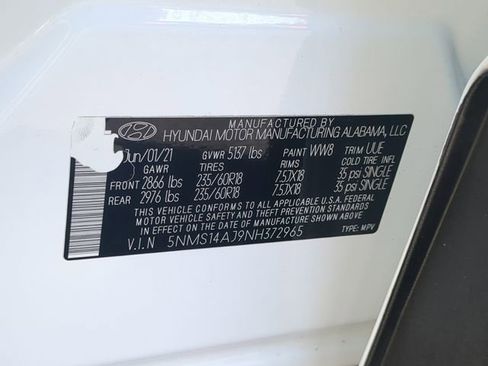 MANUFACTURED BY
HYUNDAI MOTOR MANUFACTURING ALABAMA, LLC
Jun/01/21 GVWR 5137 lbs PAINT WW8 TRIM UUE
GAWR TIRES RIMS COLD TIRE INFL
FRONT 2866 lbs 235/60R18 7.5JX18 35 psi SINGLE
REAR 2976 lbs 235/60R18 7.5JX18 35 psi SINGLE
THIS VEHICLE CONFORMS TO ALL APPLICABLE U.S.A. FEDERAL
MOTOR VEHICLE SAFETY AND THEFT PREVENTION STANDARDS
IN EFFECT ON THE DATE OF MANUFACTURE SHOWN ABOVE.
V.I.N 5NMS14AJ9NH372965 TYPE: MPV